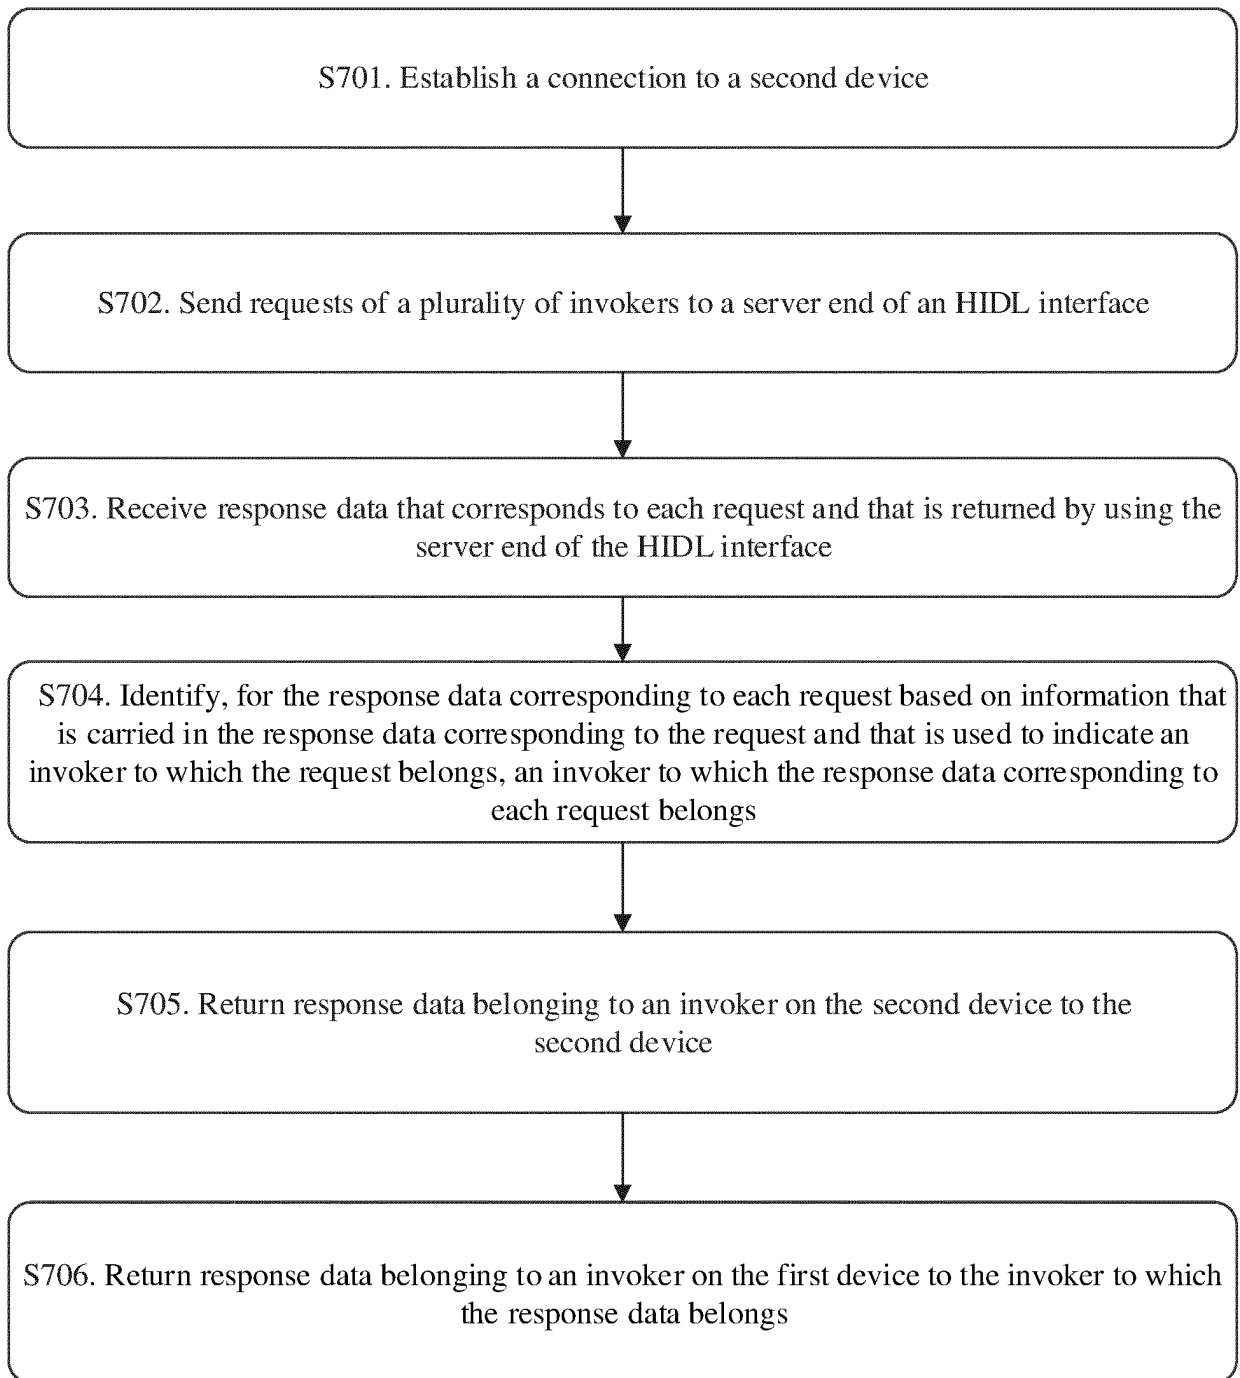 S701. Establish a connection to a second device
S702. Send requests of a plurality of invokers to a server end of an HIDL interface
S703. Receive response data that corresponds to each request and that is returned by using the
server end of the HIDL interface
S704. Identify, for the response data corresponding to each request based on information that
is carried in the response data corresponding to the request and that is used to indicate an
invoker to which the request belongs, an invoker to which the response data corresponding to
each request belongs
S705. Return response data belonging to an invoker on the second device to the
second device
S706. Return response data belonging to an invoker on the first device to the invoker to which
the response data belongs